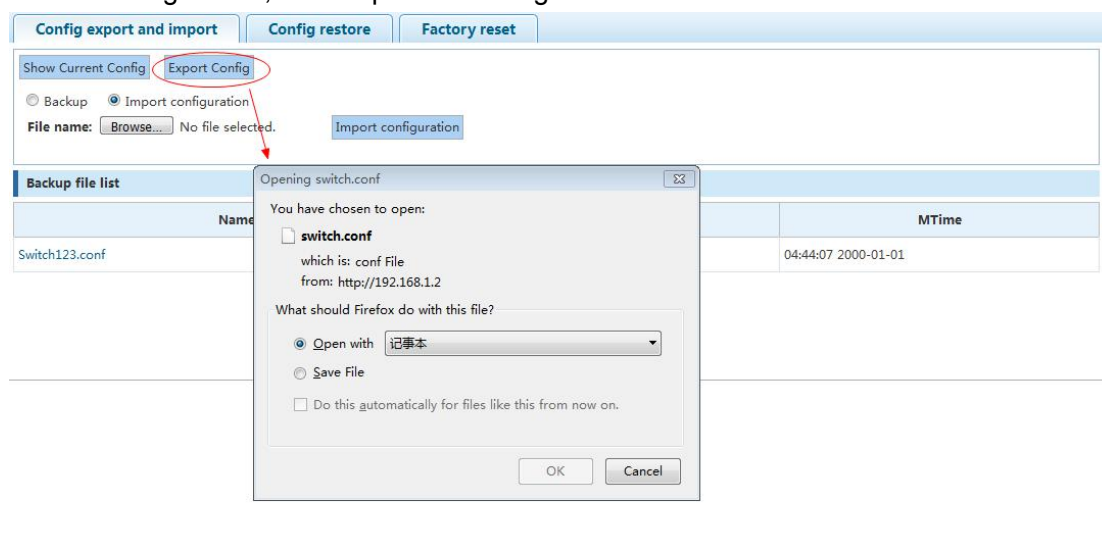 Config export and import Config restore Factory reset
Show Current Config Export Config
Backup Import configuration
File name: Browse... No file selected. Import configuration
Backup file list
Name MTime
Switch123.conf 04:44:07 2000-01-01
Opening switch.conf
You have chosen to open:
switch.conf
which is: conf File
from: http://192.168.1.2
What should Firefox do with this file?
Open with 记事本
Save File
Do this automatically for files like this from now on.
OK Cancel